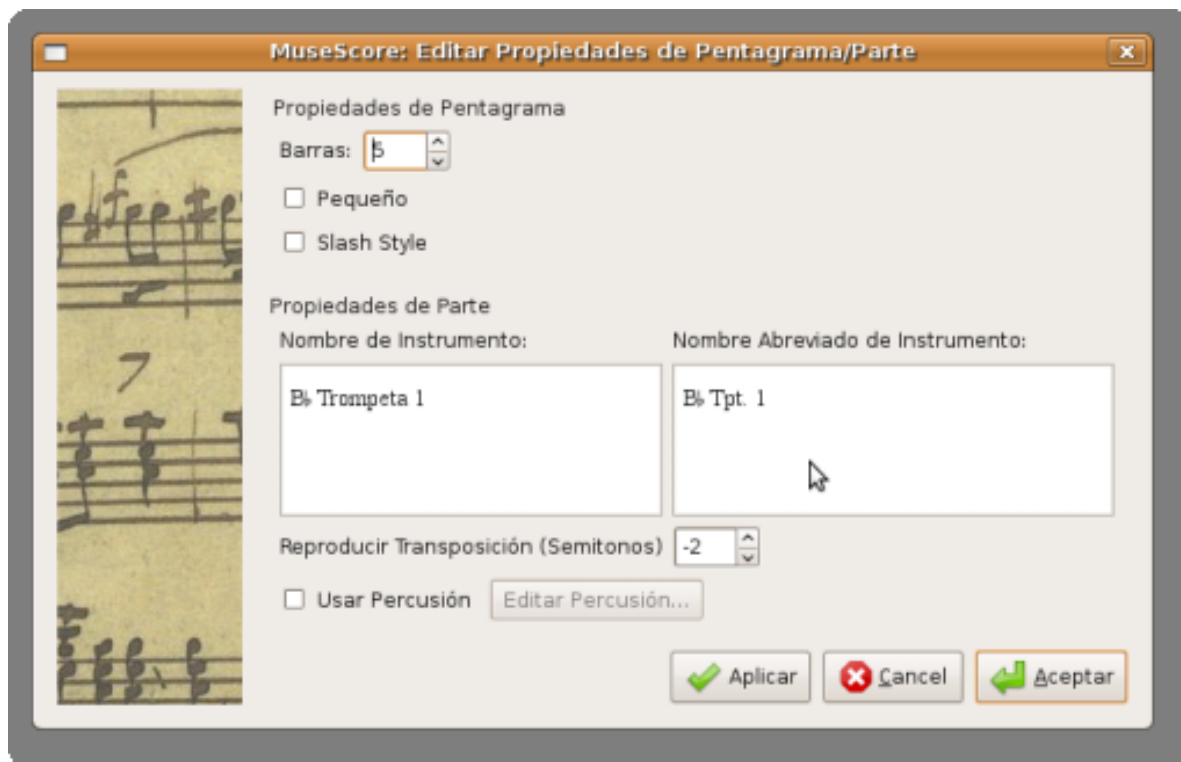 MuseScore: Editar Propiedades de Pentagrama/Parte
Propiedades de Pentagrama
Barras: 5
Pequeño
Slash Style
Propiedades de Parte
Nombre de Instrumento: Nombre Abreviado de Instrumento:
B♭ Trompeta 1 B♭ Tpt. 1
Reproducir Transposición (Semitonos) -2
Usar Percusión Editar Percusión...
Aplicar Cancel Aceptar
7